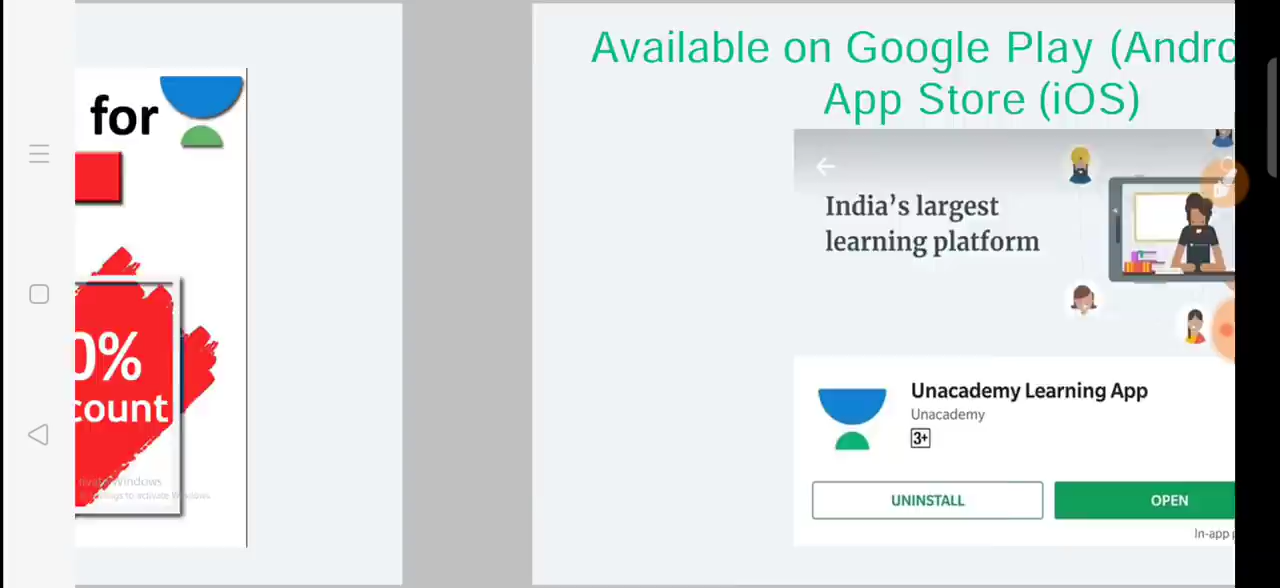 for
0%
count
Available on Google Play (Andro
App Store (iOS)
India's largest
learning platform
Unacademy Learning App
Unacademy
3+
UNINSTALL
OPEN
In-app